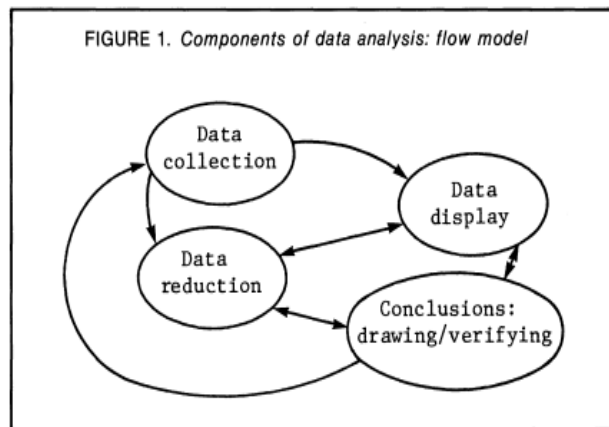 FIGURE 1. Components of data analysis: flow model
Data
collection
Data
display
Data
reduction
Conclusions:
drawing/verifying